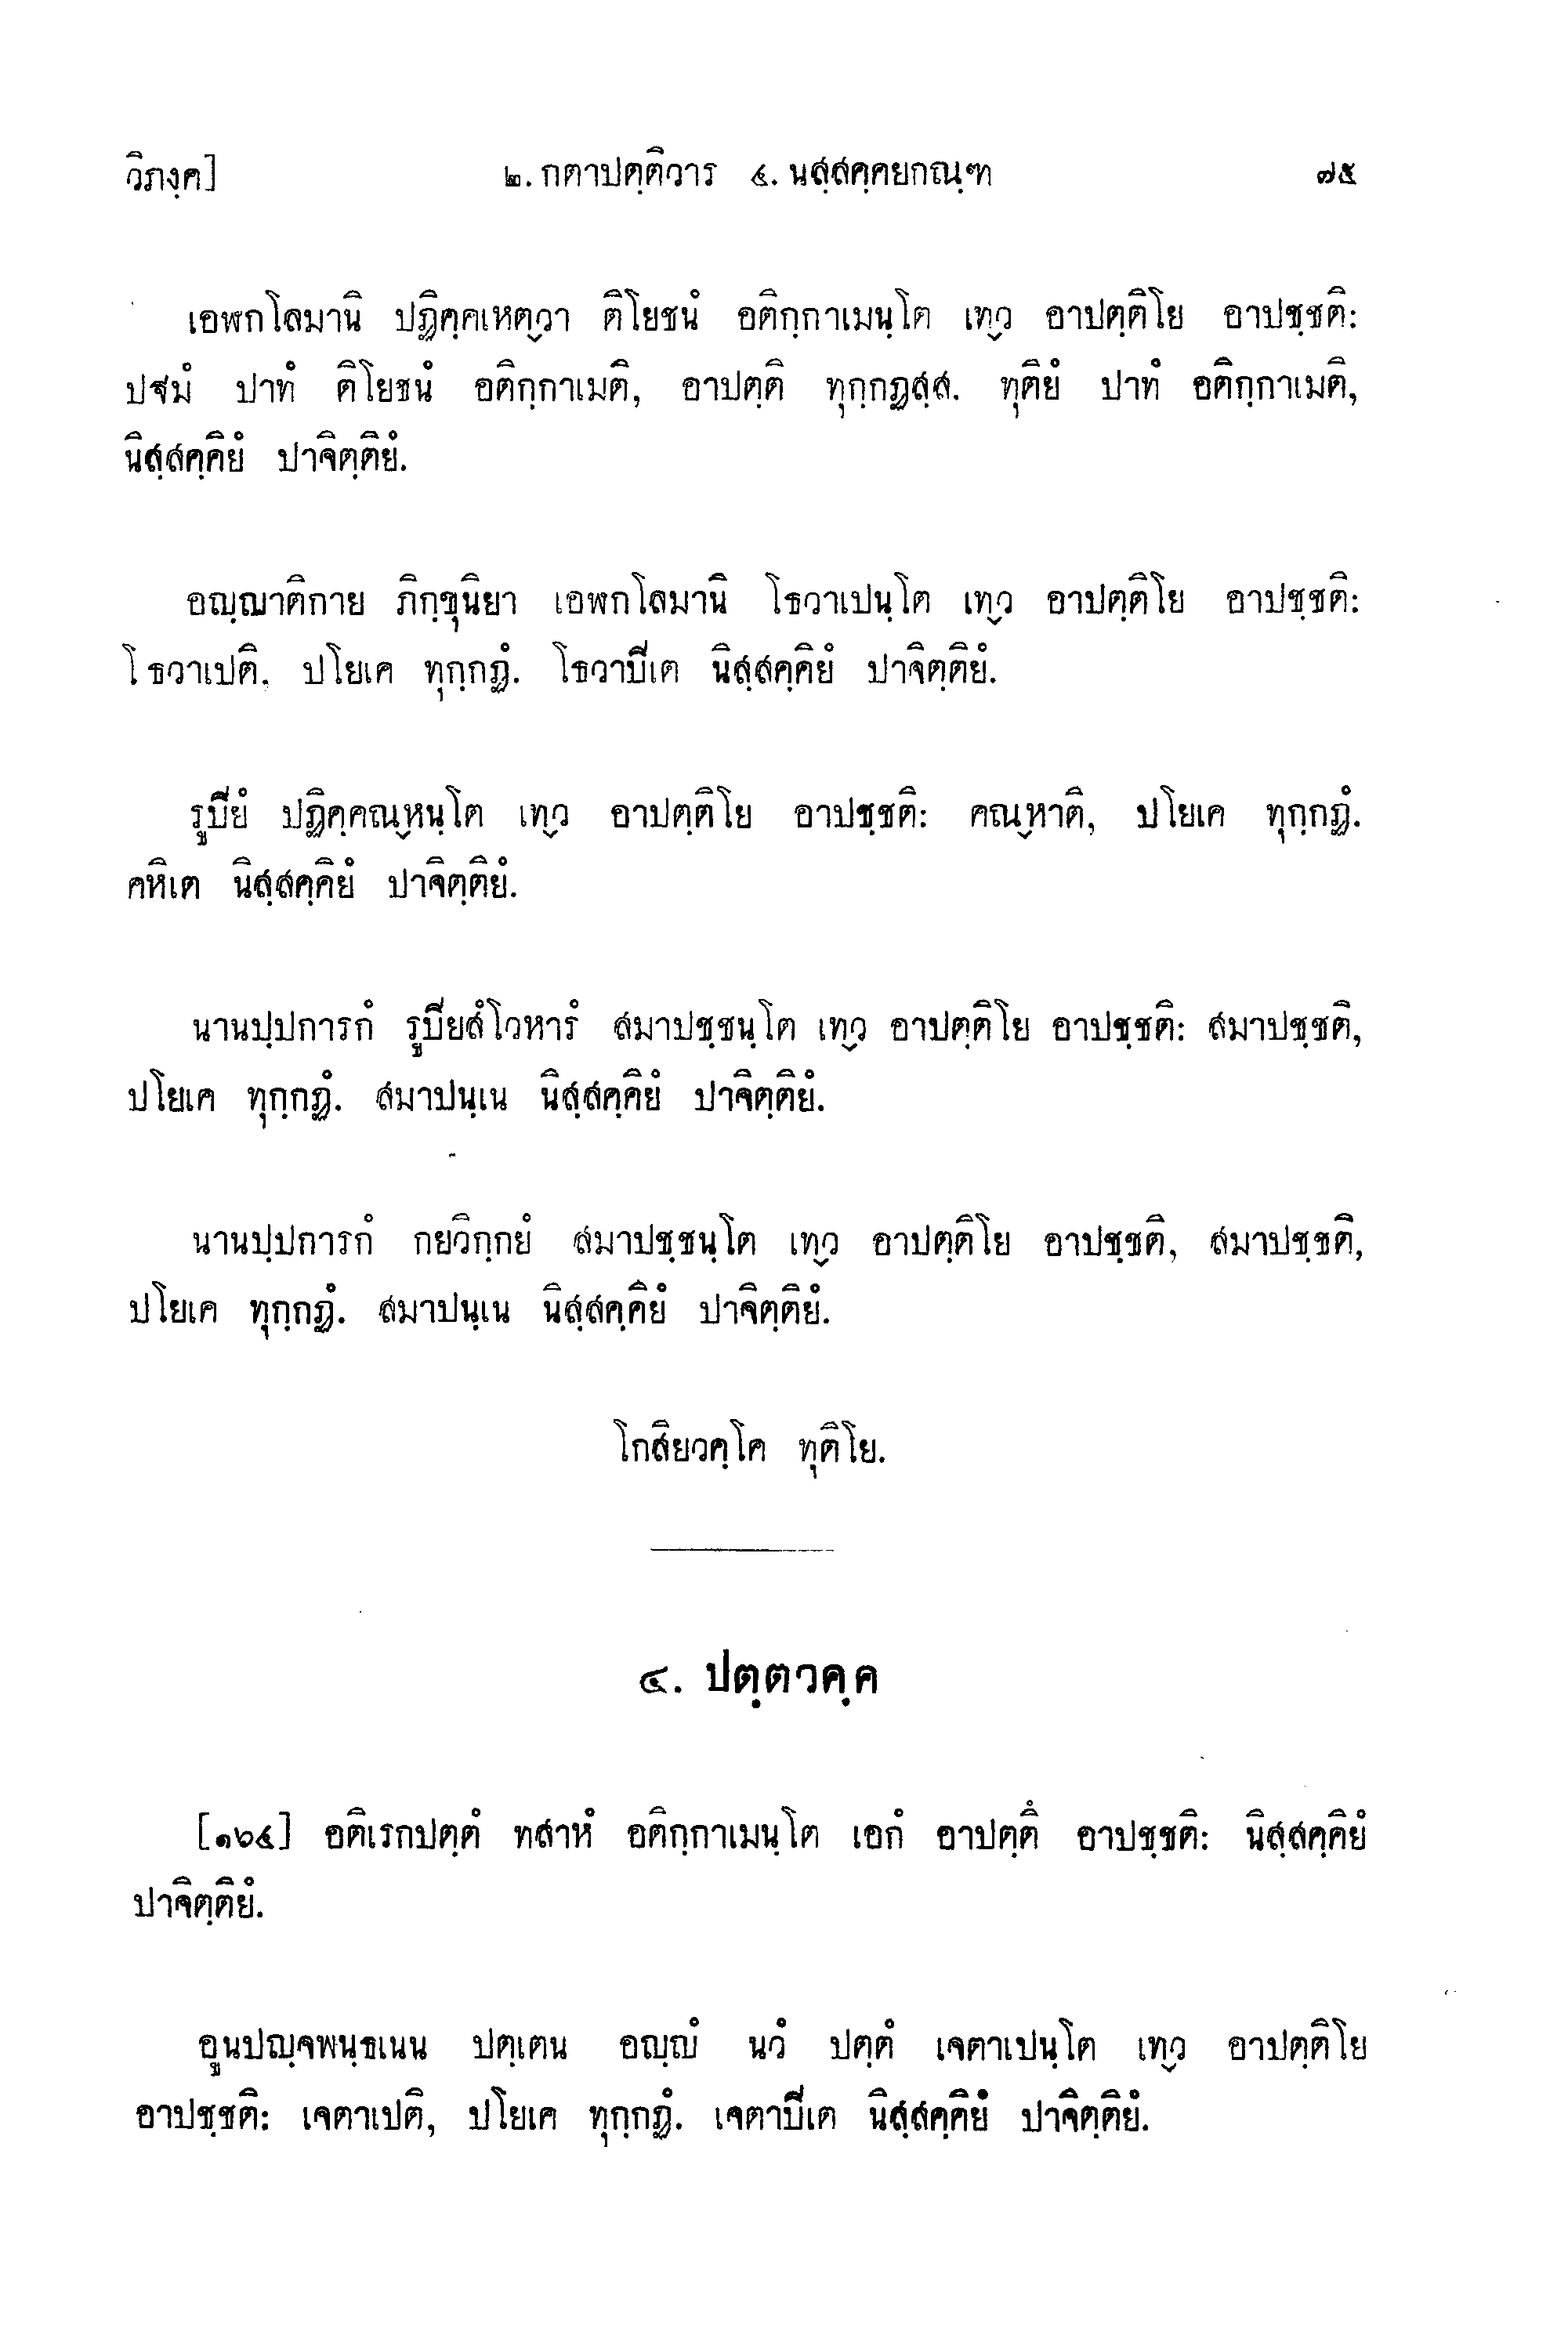 วิภงฺค] ๒. กตาปตฺติวาร ๔. นสฺสคฺคยกณฺฑ ๗๕
เอฬกโลมานิ ปฏิคฺคเหตฺวา ติโยชนํ อติกฺกาเมนฺโต เทฺว อาปตฺติโย อาปชฺชติ:
ปฐมํ ปาทํ ติโยชนํ อติกฺกาเมติ, อาปตฺติ ทุกฺกฏสฺส. ทุติยํ ปาทํ อติกฺกาเมติ,
นิสฺสคฺคิยํ ปาจิตฺติยํ.
อญฺญาติกาย ภิกฺขุนิยา เอฬกโลมานิ โธวาเปนฺโต เทฺว อาปตฺติโย อาปชฺชติ:
โธวาเปติ. ปโยเค ทุกฺกฏํ. โธวาปิเต นิสฺสคฺคิยํ ปาจิตฺติยํ.
รูปิยํ ปฏิคฺคณฺหนฺโต เทฺว อาปตฺติโย อาปชฺชติ: คณฺหาติ, ปโยเค ทุกฺกฏํ.
คหิเต นิสฺสคฺคิยํ ปาจิตฺติยํ.
นานปฺปการกํ รูปิยสํโวหารํ สมาปชฺชนฺโต เทฺว อาปตฺติโย อาปชฺชติ: สมาปชฺชติ,
ปโยเค ทุกฺกฏํ. สมาปนฺเน นิสฺสคฺคิยํ ปาจิตฺติยํ.
นานปฺปการกํ กยวิกฺกยํ สมาปชฺชนฺโต เทฺว อาปตฺติโย อาปชฺชติ, สมาปชฺชติ,
ปโยเค ทุกฺกฏํ. สมาปนฺเน นิสฺสคฺคิยํ ปาจิตฺติยํ.
โกสิยวคฺโค ทุติโย.
๔. ปตฺตวคฺค
[๑๖๔] อติเรกปตฺตํ ทสาหํ อติกฺกาเมนฺโต เอกํ อาปตฺตึ อาปชฺชติ: นิสฺสคฺคิยํ
ปาจิตฺติยํ.
อูนปญฺจพนฺธเนน ปตฺเตน อญฺญํ นวํ ปตฺตํ เจตาเปนฺโต เทฺว อาปตฺติโย
อาปชฺชติ: เจตาเปติ, ปโยเค ทุกฺกฏํ. เจตาปิเต นิสฺสคฺคิยํ ปาจิตฺติยํ.